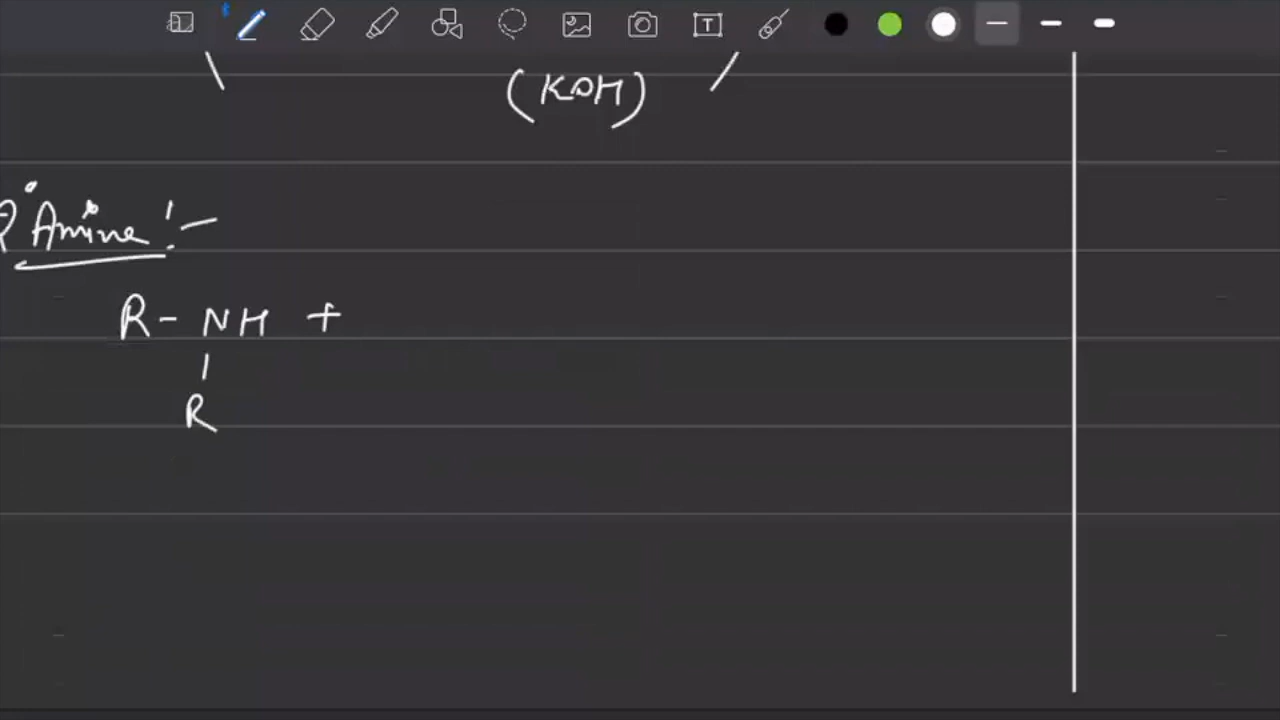 (KOH)
2° Amine :-
R - NH +
|
R